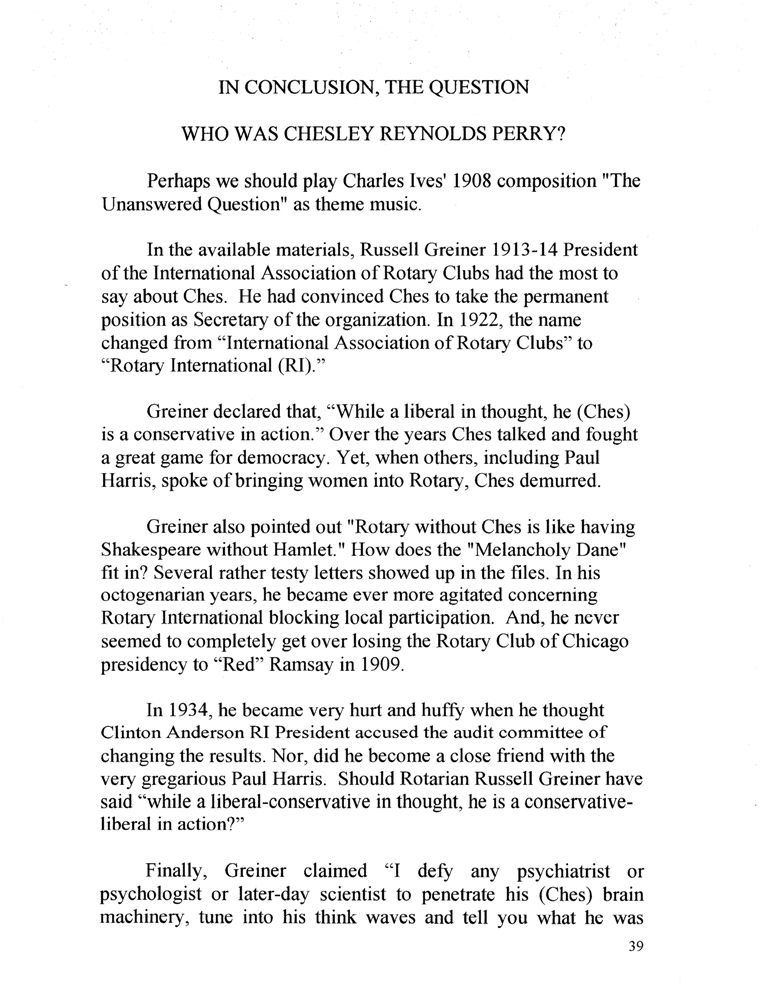 IN CONCLUSION, THE QUESTION
WHO WAS CHESLEY REYNOLDS PERRY?
Perhaps we should play Charles Ives' 1908 composition "The
Unanswered Question" as theme music.
In the available materials, Russell Greiner 1913-14 President
of the International Association of Rotary Clubs had the most to
say about Ches.  He had convinced Ches to take the permanent
position as Secretary of the organization. In 1922, the name
changed from “International Association of Rotary Clubs” to
“Rotary International (RI).”
Greiner declared that, “While a liberal in thought, he (Ches)
is a conservative in action.” Over the years Ches talked and fought
a great game for democracy. Yet, when others, including Paul
Harris, spoke of bringing women into Rotary, Ches demurred.
Greiner also pointed out "Rotary without Ches is like having
Shakespeare without Hamlet." How does the "Melancholy Dane"
fit in? Several rather testy letters showed up in the files. In his
octogenarian years, he became ever more agitated concerning
Rotary International blocking local participation.  And, he never
seemed to completely get over losing the Rotary Club of Chicago
presidency to “Red” Ramsay in 1909.
In 1934, he became very hurt and huffy when he thought
Clinton Anderson RI President accused the audit committee of
changing the results. Nor, did he become a close friend with the
very gregarious Paul Harris.  Should Rotarian Russell Greiner have
said “while a liberal-conservative in thought, he is a conservative-
liberal in action?”
Finally, Greiner claimed “I defy any psychiatrist or
psychologist or later-day scientist to penetrate his (Ches) brain
machinery, tune into his think waves and tell you what he was
39